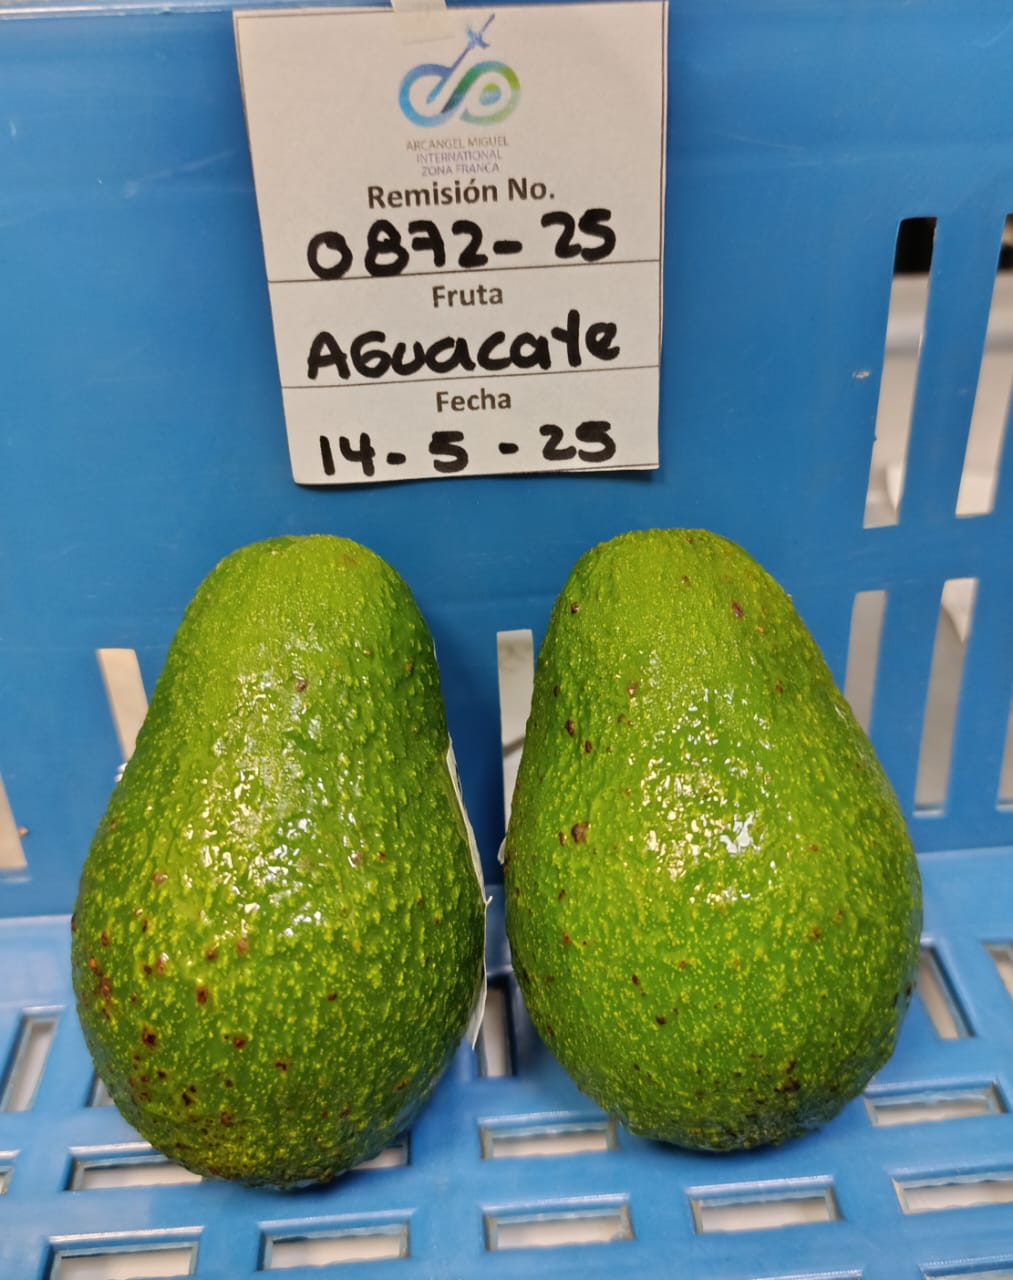 ARCANGEL MIGUEL
INTERNATIONAL
ZONA FRANCA
Remisión No.
0872-25
Fruta
AGuacate
Fecha
14-5-25